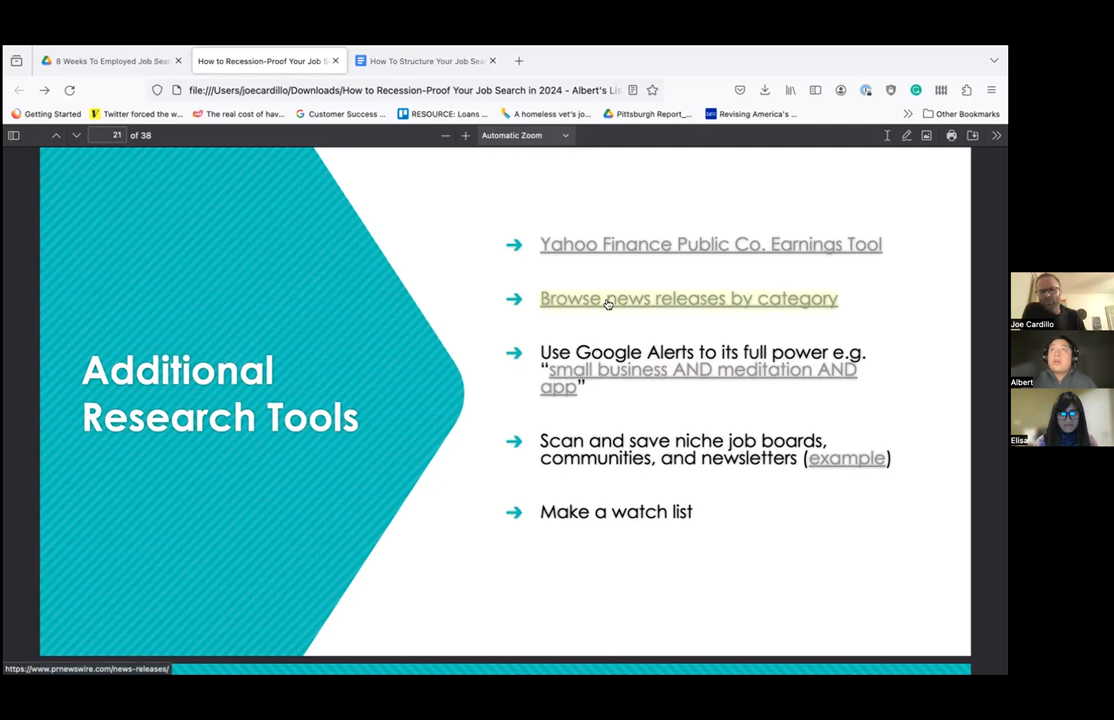 8 Weeks To Employed Job Sea
How to Recession-Proof Your Job S
How To Structure Your Job Sea
file:///Users/joecardillo/Downloads/How to Recession-Proof Your Job Search in 2024 - Albert's Lis
Getting Started
Twitter forced the w...
The real cost of hav...
Customer Success ...
RESOURCE: Loans ...
A homeless vet's jo...
Pittsburgh Report_...
Revising America's ...
Other Bookmarks
21 of 38
Automatic Zoom
Additional
Research Tools
➔ Yahoo Finance Public Co. Earnings Tool
➔ Browse news releases by category
➔ Use Google Alerts to its full power e.g.
“small business AND meditation AND
app”
➔ Scan and save niche job boards,
communities, and newsletters (example)
➔ Make a watch list
https://www.prnewswire.com/news-releases/
Joe Cardillo
Albert
Elisa